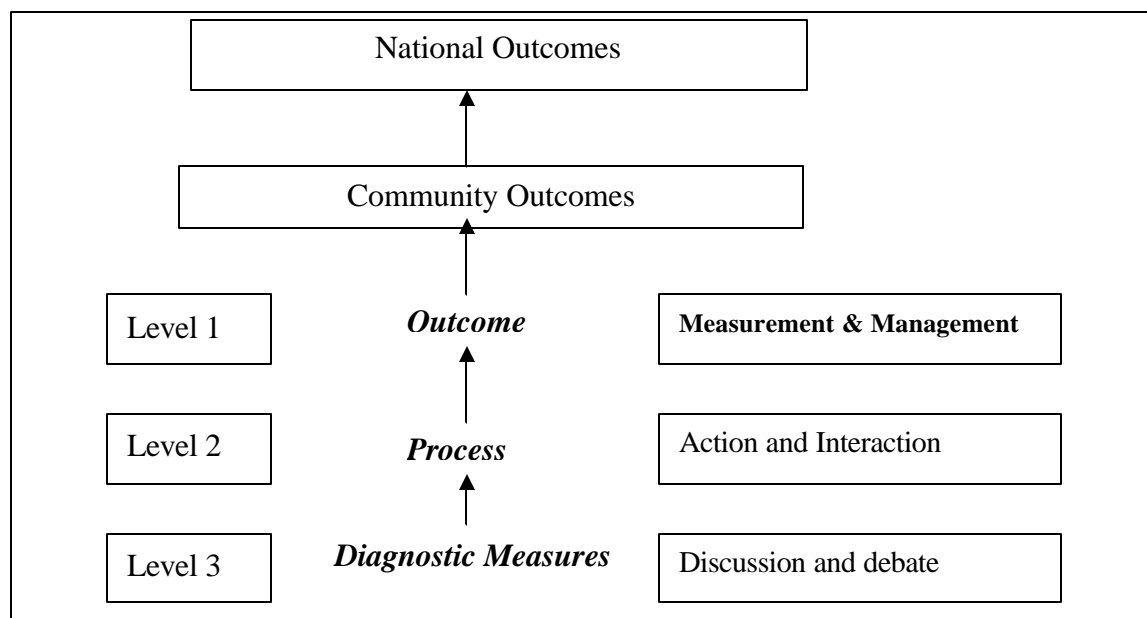 National Outcomes
Community Outcomes
Level 1
Outcome
Measurement & Management
Level 2
Process
Action and Interaction
Level 3
Diagnostic Measures
Discussion and debate